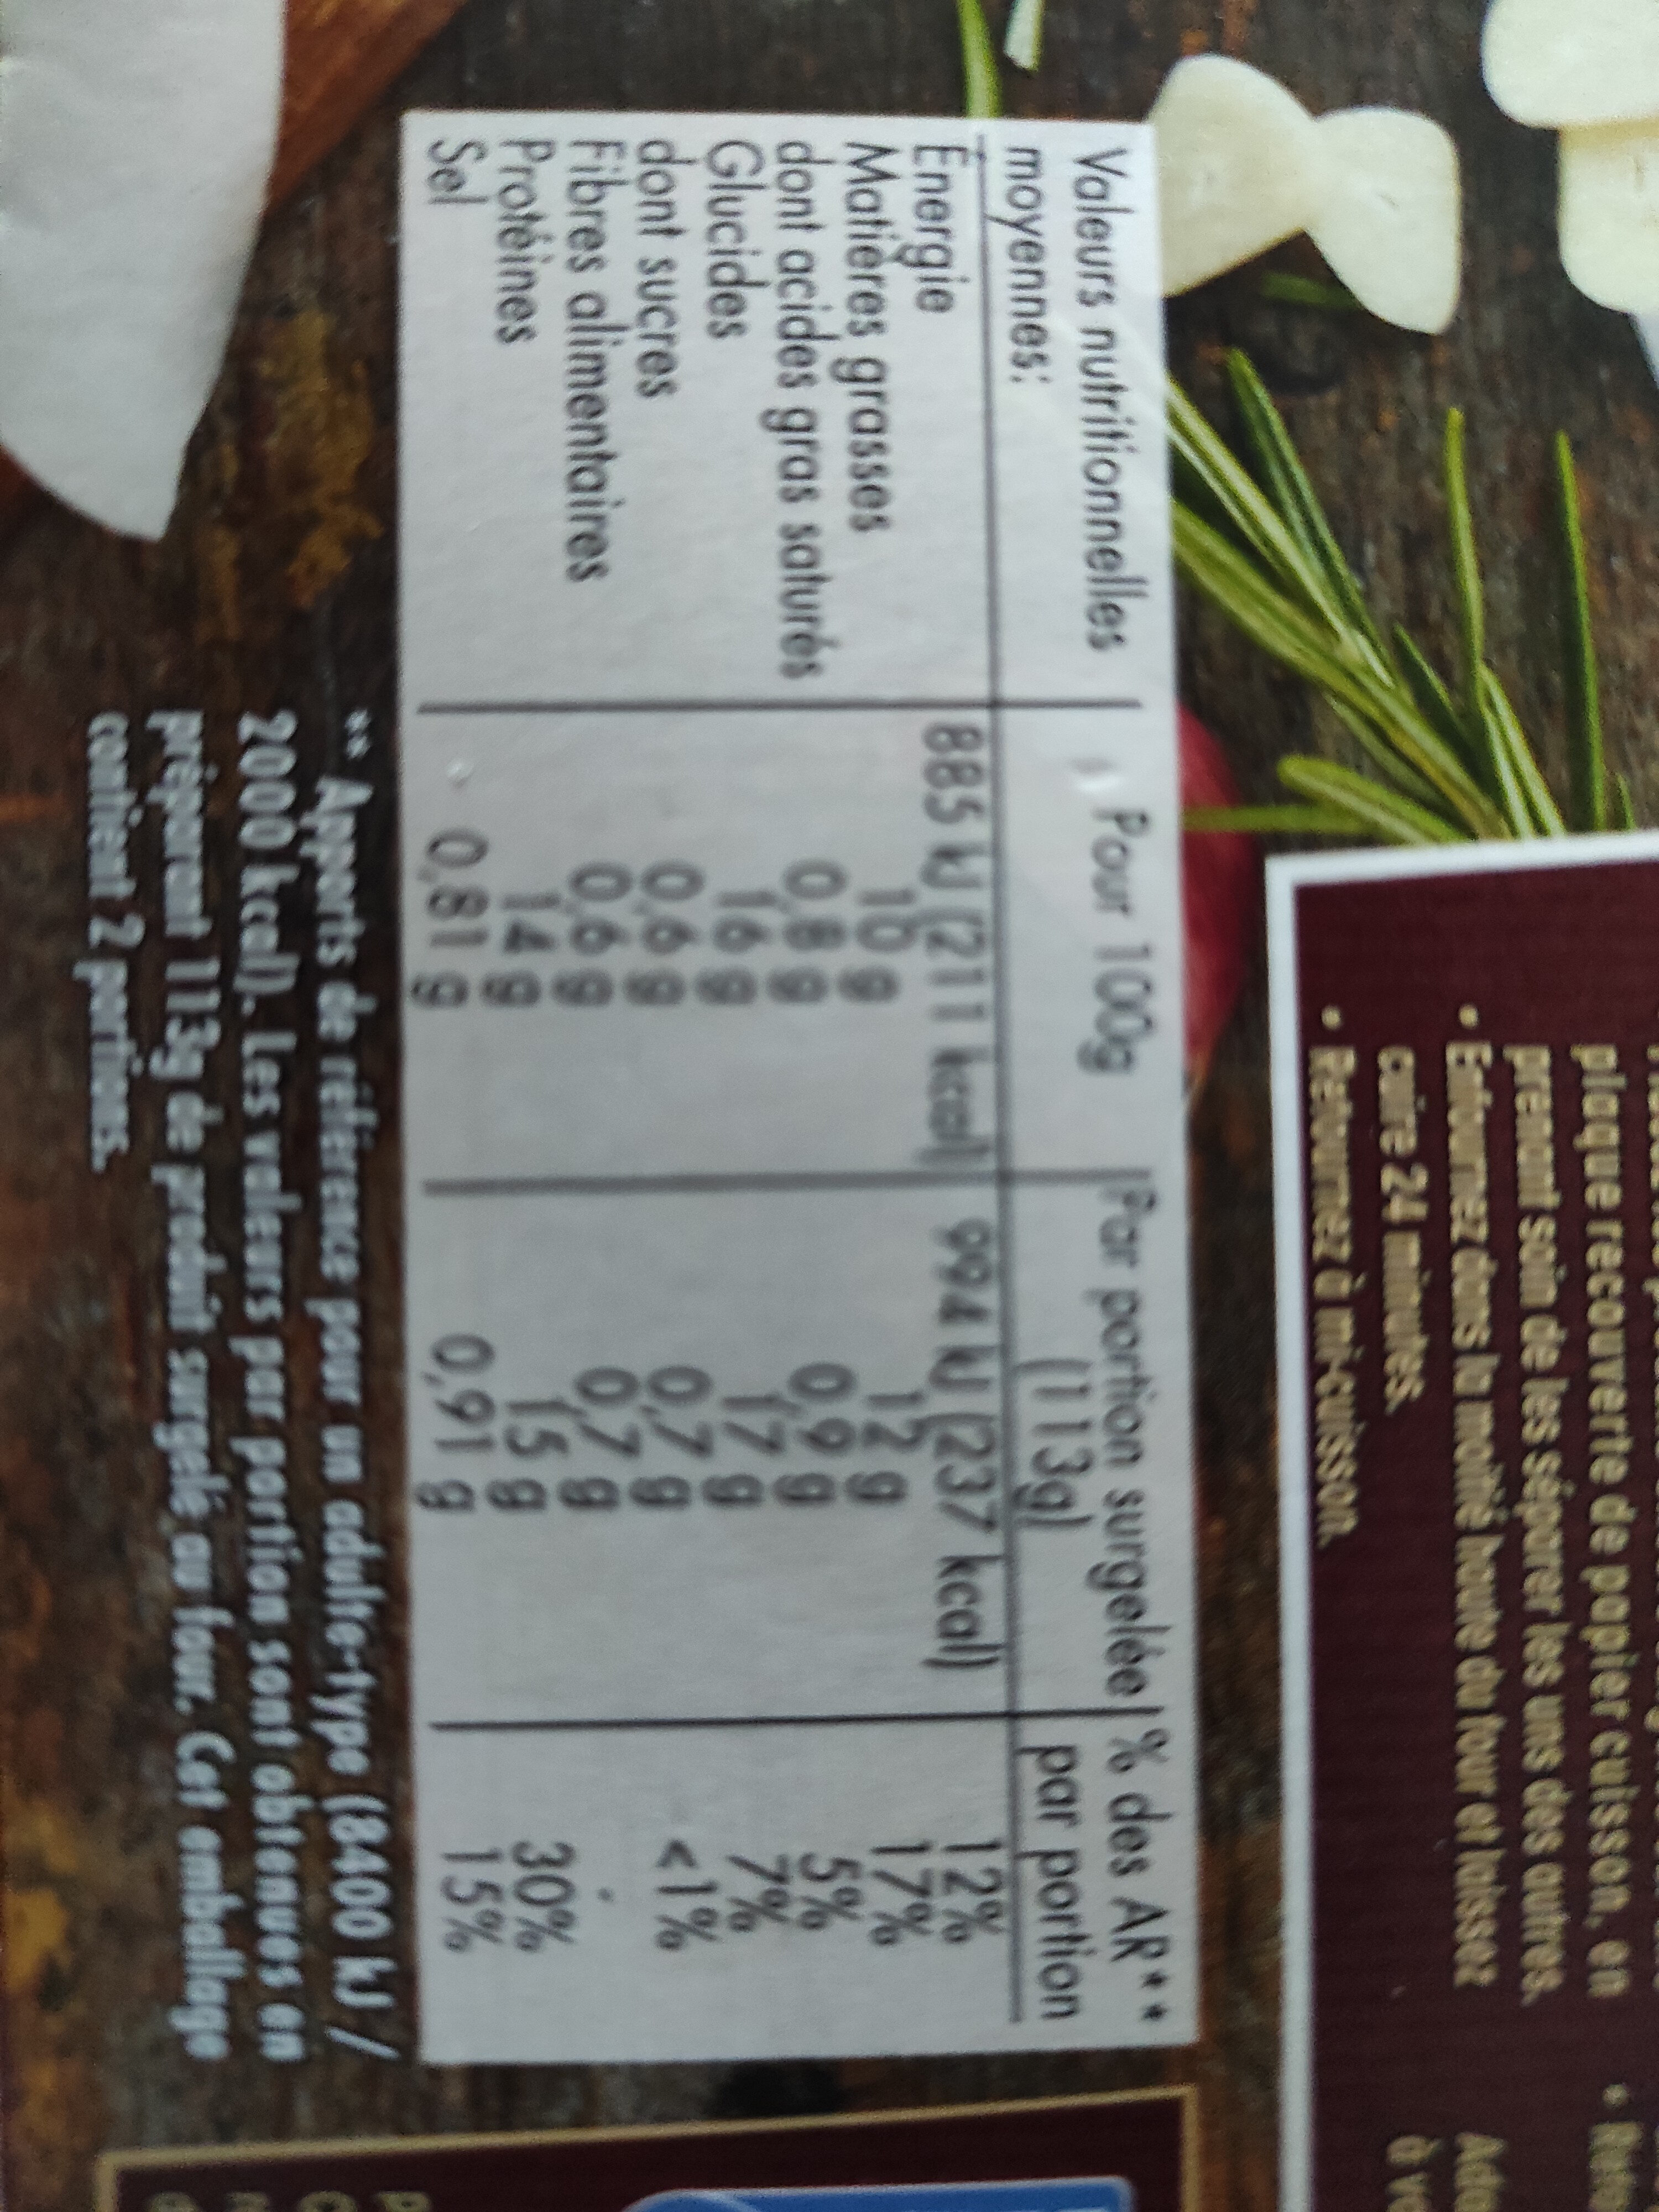 plaque recouverte de papier cuisson, en
prenant soin de les séparer les uns des autres.
• Enfournez dans la moitié haute du four et laissez
cuire 24 minutes.
• Retournez à mi-cuisson.
Valeurs nutritionnelles moyennes: | Pour 100g | Par portion surgelée (113g) | % des AR** par portion
Énergie 885 kJ (211 kcal) 994 kJ (237 kcal) 12%
Matières grasses 10 g 12 g 17%
dont acides gras saturés 0,8 g 0,9 g 5%
Glucides 16 g 17 g 7%
dont sucres 0,6 g 0,7 g <1%
Fibres alimentaires 0,6 g 0,7 g -
Protéines 14 g 15 g 30%
Sel 0,81 g 0,91 g 15%
** Apports de référence pour un adulte-type (8400 kJ /
2000 kcal). Les valeurs par portion sont obtenues en
préparant 113g de produit surgelé au four. Cet emballage
contient 2 portions.